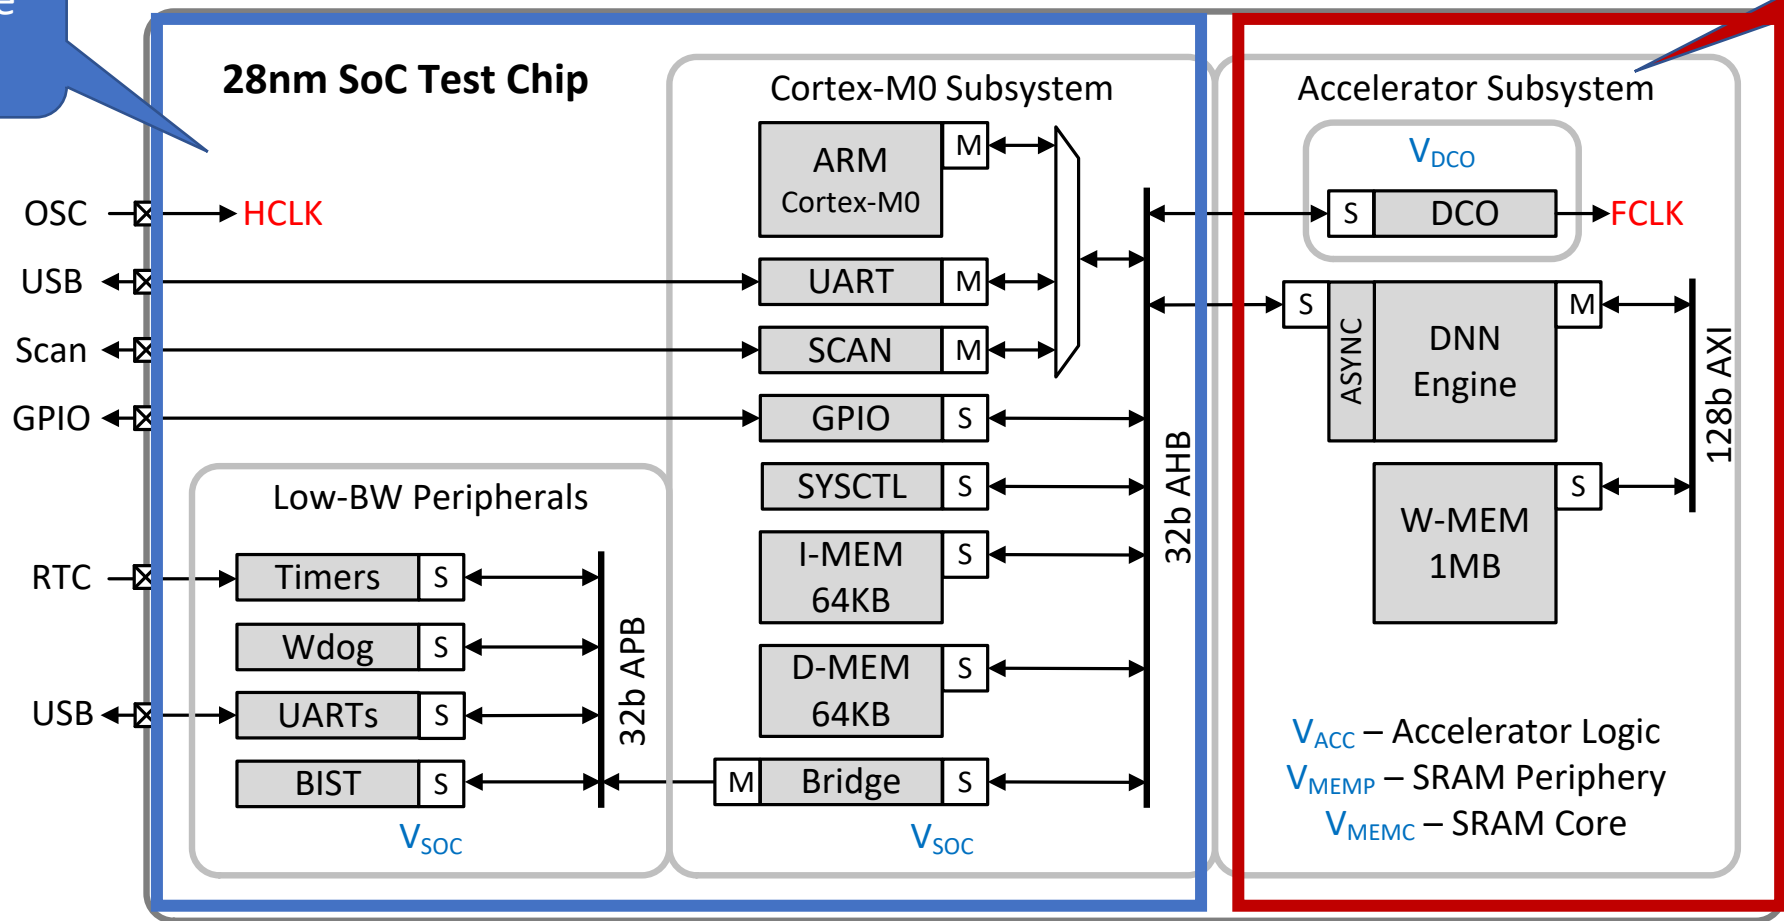 e
28nm SoC Test Chip
Cortex-M0 Subsystem
Accelerator Subsystem
OSC
HCLK
USB
Scan
GPIO
RTC
USB
ARM
Cortex-M0
M
UART
M
SCAN
M
GPIO
S
SYSCTL
S
I-MEM
64KB
S
D-MEM
64KB
S
M
Bridge
S
32b AHB
VSOC
Low-BW Peripherals
Timers
S
Wdog
S
UARTs
S
BIST
S
32b APB
VSOC
VDCO
S
DCO
FCLK
S
ASYNC
DNN
Engine
M
128b AXI
W-MEM
1MB
S
VACC – Accelerator Logic
VMEMP – SRAM Periphery
VMEMC – SRAM Core